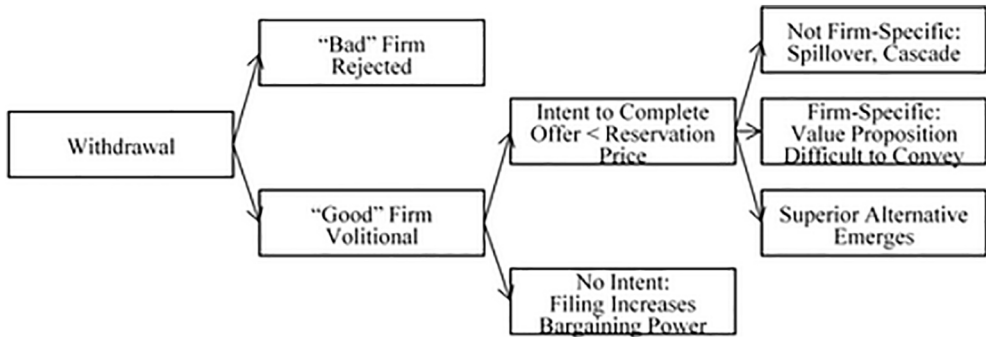 Withdrawal
“Bad” Firm
Rejected
“Good” Firm
Volitional
Intent to Complete
Offer < Reservation
Price
No Intent:
Filing Increases
Bargaining Power
Not Firm-Specific:
Spillover, Cascade
Firm-Specific:
Value Proposition
Difficult to Convey
Superior Alternative
Emerges